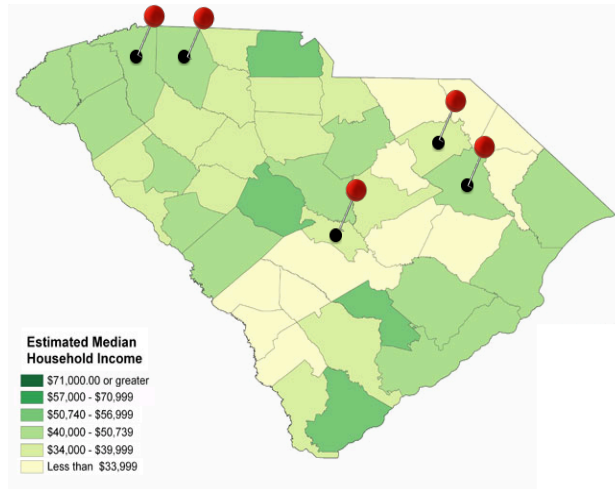 Estimated Median
Household Income
$71,000.00 or greater
$57,000 - $70,999
$50,740 - $56,999
$40,000 - $50,739
$34,000 - $39,999
Less than $33,999